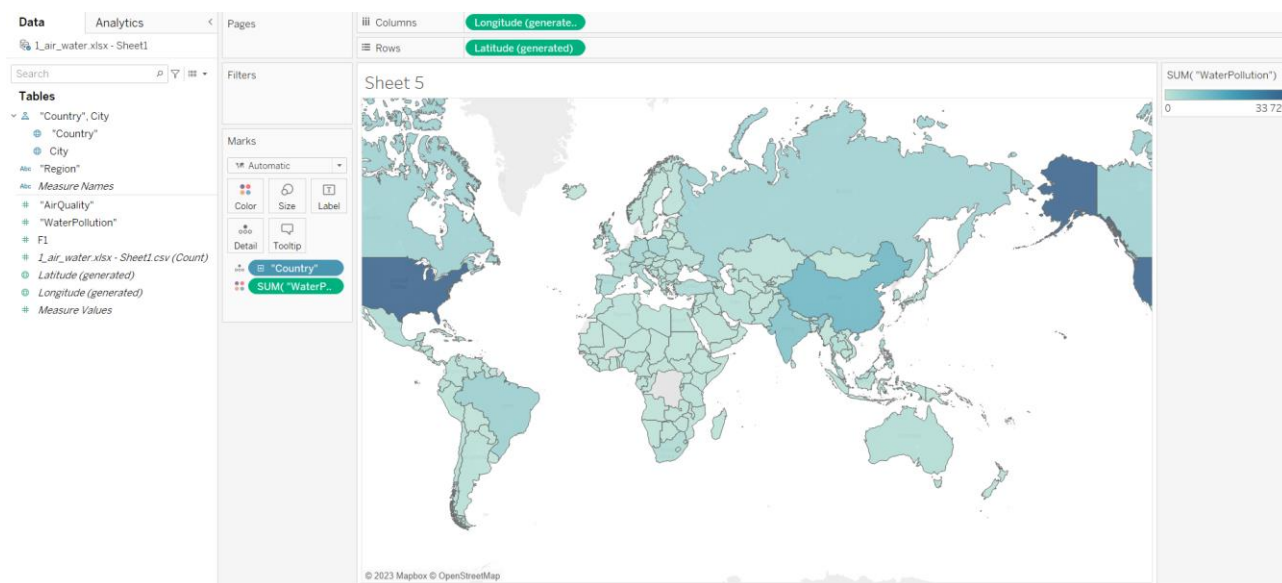 Data
Analytics
1_air_water.xlsx - Sheet1
Search
Tables
"Country", City
"Country"
City
Abc "Region"
Abc Measure Names
# "AirQuality"
# "WaterPollution"
# F1
# 1_air_water.xlsx - Sheet1.csv (Count)
Latitude (generated)
Longitude (generated)
# Measure Values
Pages
Filters
Marks
Automatic
Color Size Label
Detail Tooltip
"Country"
SUM( "WaterP..
Columns Longitude (generate..
Rows Latitude (generated)
Sheet 5
© 2023 Mapbox © OpenStreetMap
SUM( "WaterPollution")
0 33 72